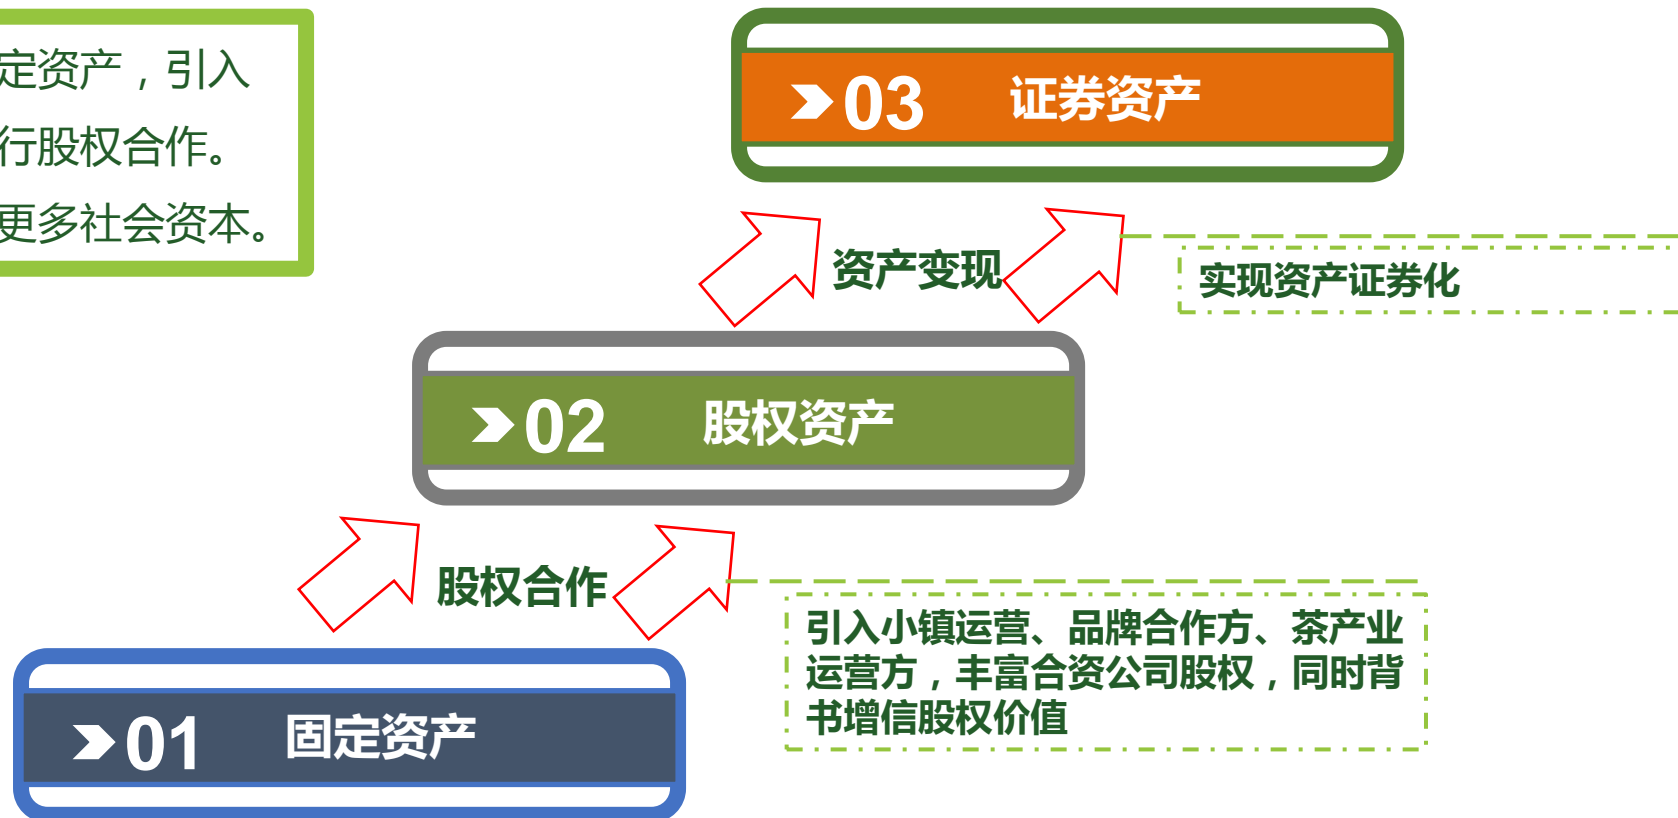 定资产，引入
行股权合作。
更多社会资本。
03 证券资产
资产变现
实现资产证券化
02 股权资产
股权合作
引入小镇运营、品牌合作方、茶产业
运营方，丰富合资公司股权，同时背
书增信股权价值
01 固定资产